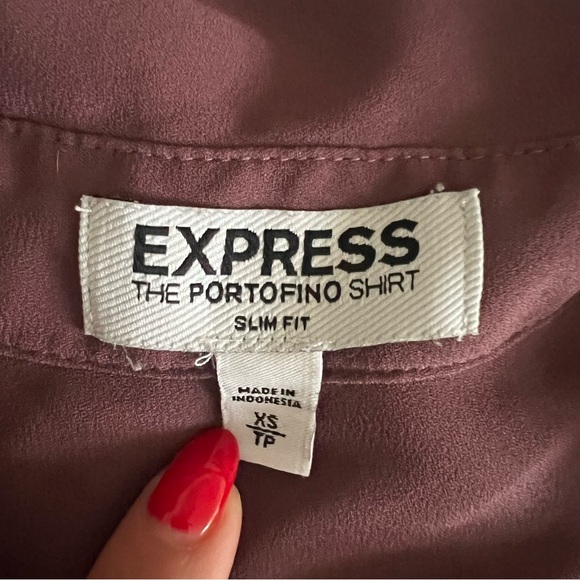 EXPRESS
THE PORTOFINO SHIRT
SLIM FIT
MADE IN
INDONESIA
XS
TP